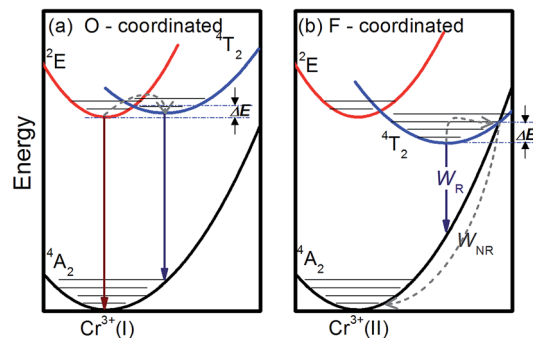 (a) O - coordinated
(b) F - coordinated
Energy
²E
⁴T₂
ΔE
⁴A₂
Cr³⁺(I)
²E
⁴T₂
ΔE
W_R
W_NR
⁴A₂
Cr³⁺(II)